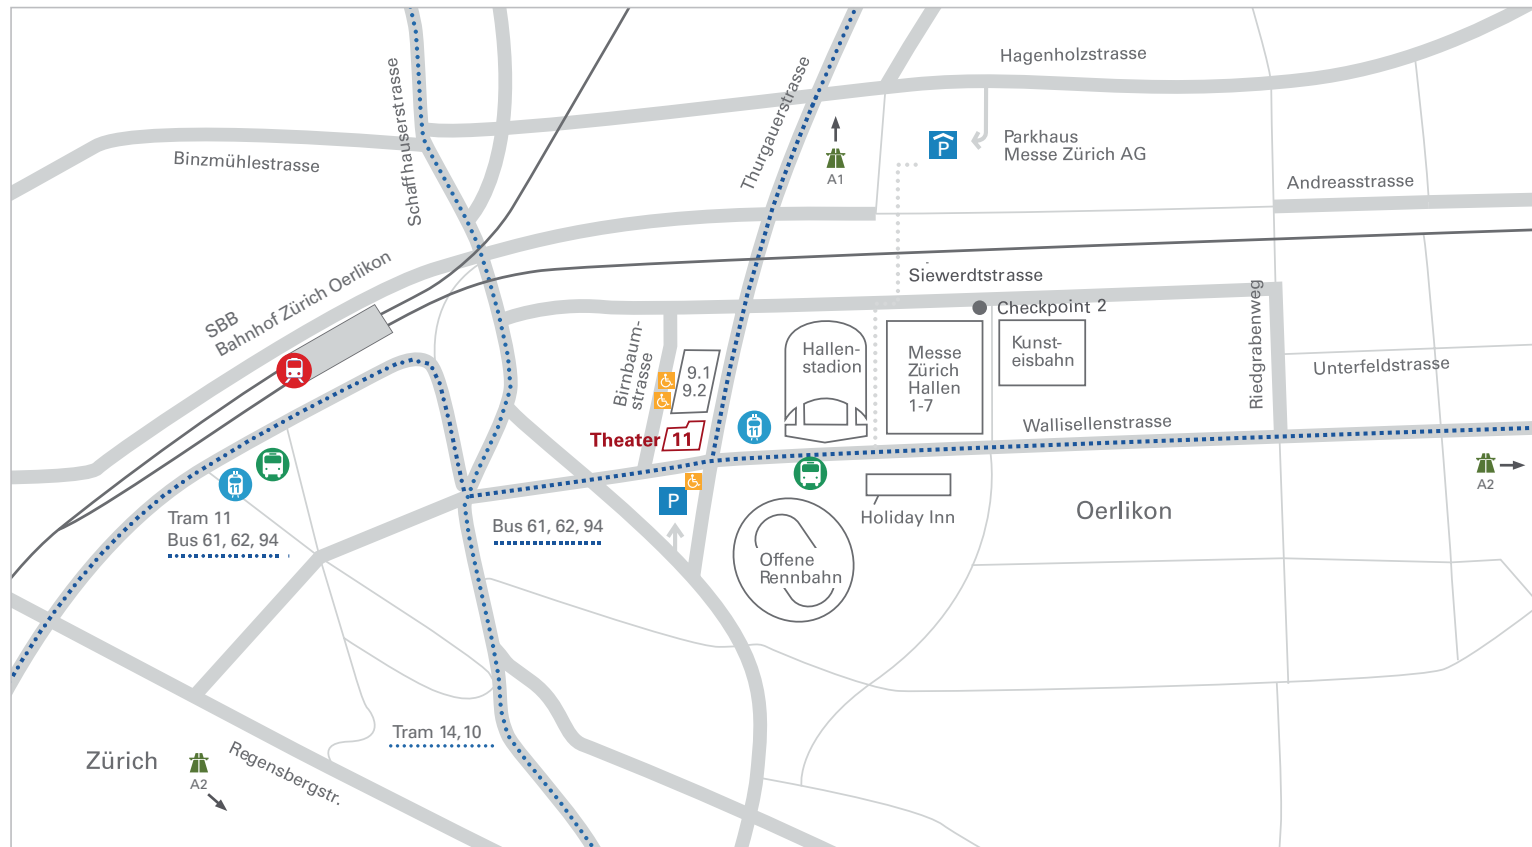 Hagenholzstrasse
Schaffhauserstrasse
Thurgauerstrasse
Binzmühlestrasse
P
Parkhaus
Messe Zürich AG
A1
Andreasstrasse
SBB
Bahnhof Zürich Oerlikon
Siewerdtstrasse
Checkpoint 2
Riedgrabenweg
Birnbaum-
strasse
9.1
9.2
Hallen-
stadion
Messe
Zürich
Hallen
1-7
Kunst-
eisbahn
Unterfeldstrasse
Theater 11
11
Wallisellenstrasse
A2
11
Tram 11
Bus 61, 62, 94
Bus 61, 62, 94
P
Holiday Inn
Oerlikon
Offene
Rennbahn
Tram 14,10
Zürich
A2
Regensbergstr.